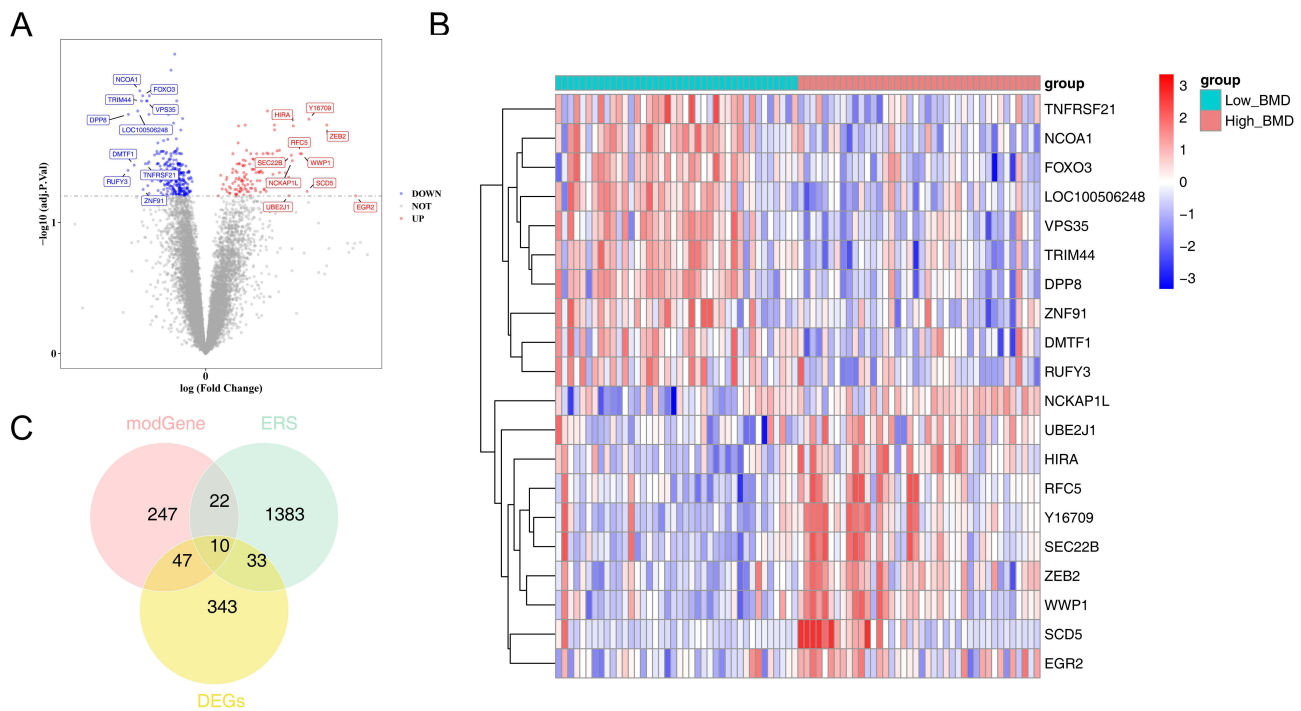 A
B
NCOA1
FOXO3
TRIM44
VPS35
DPP8
LOC100506248
HIRA
Y16709
ZEB2
RFC5
SEC22B
WWP1
DMTF1
TNFRSF21
NCKAP1L
RUFY3
SCD5
ZNF91
UBE2J1
EGR2
−log10 (adj.P.Val)
1
0
0
log (Fold Change)
DOWN
NOT
UP
group
TNFRSF21
NCOA1
FOXO3
LOC100506248
VPS35
TRIM44
DPP8
ZNF91
DMTF1
RUFY3
NCKAP1L
UBE2J1
HIRA
RFC5
Y16709
SEC22B
ZEB2
WWP1
SCD5
EGR2
3
2
1
0
−1
−2
−3
group
Low_BMD
High_BMD
C
modGene
ERS
247
22
1383
10
47
33
343
DEGs